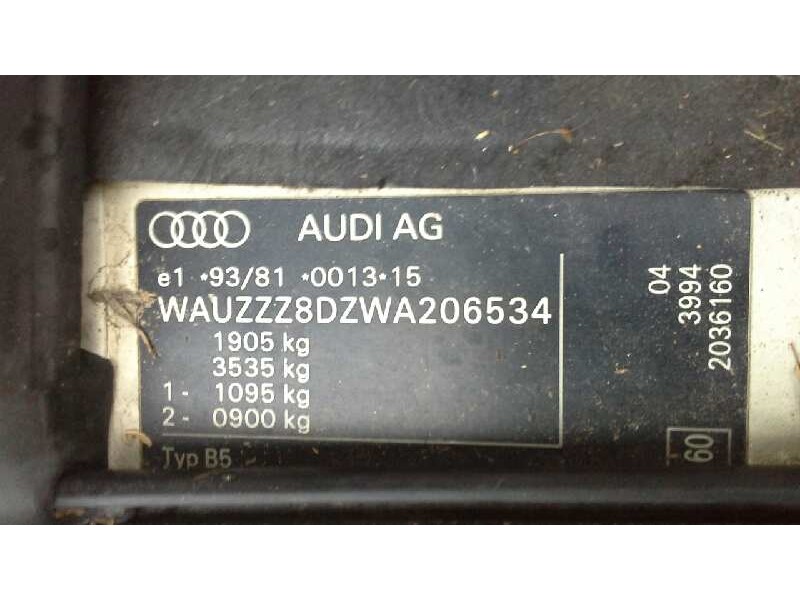 AUDI AG
e1 *93/81 *0013*15
WAUZZZ8DZWA206534
1905 kg
3535 kg
1- 1095 kg
2- 0900 kg
Typ B5
04
3994
2036160
60